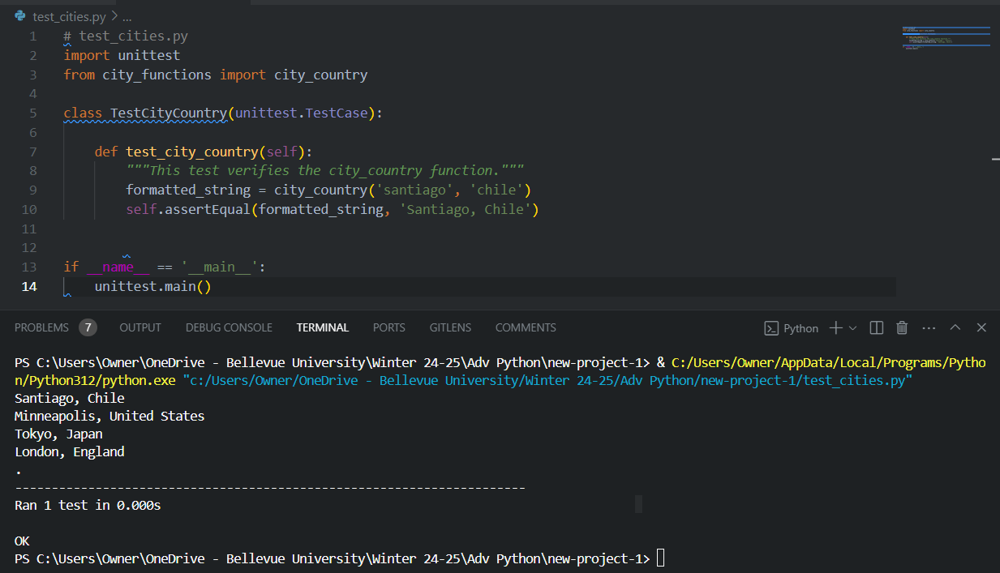 test_cities.py > ...
1 # test_cities.py
2 import unittest
3 from city_functions import city_country
4
5 class TestCityCountry(unittest.TestCase):
6
7     def test_city_country(self):
8         """This test verifies the city_country function."""
9         formatted_string = city_country('santiago', 'chile')
10         self.assertEqual(formatted_string, 'Santiago, Chile')
11
12
13 if __name__ == '__main__':
14     unittest.main()
PROBLEMS 7 OUTPUT DEBUG CONSOLE TERMINAL PORTS GITLENS COMMENTS Python
PS C:\Users\Owner\OneDrive - Bellevue University\Winter 24-25\Adv Python\new-project-1> & C:/Users/Owner/AppData/Local/Programs/Pytho
n/Python312/python.exe "c:/Users/Owner/OneDrive - Bellevue University/Winter 24-25/Adv Python/new-project-1/test_cities.py"
Santiago, Chile
Minneapolis, United States
Tokyo, Japan
London, England
.
----------------------------------------------------------------------
Ran 1 test in 0.000s

OK
PS C:\Users\Owner\OneDrive - Bellevue University\Winter 24-25\Adv Python\new-project-1>